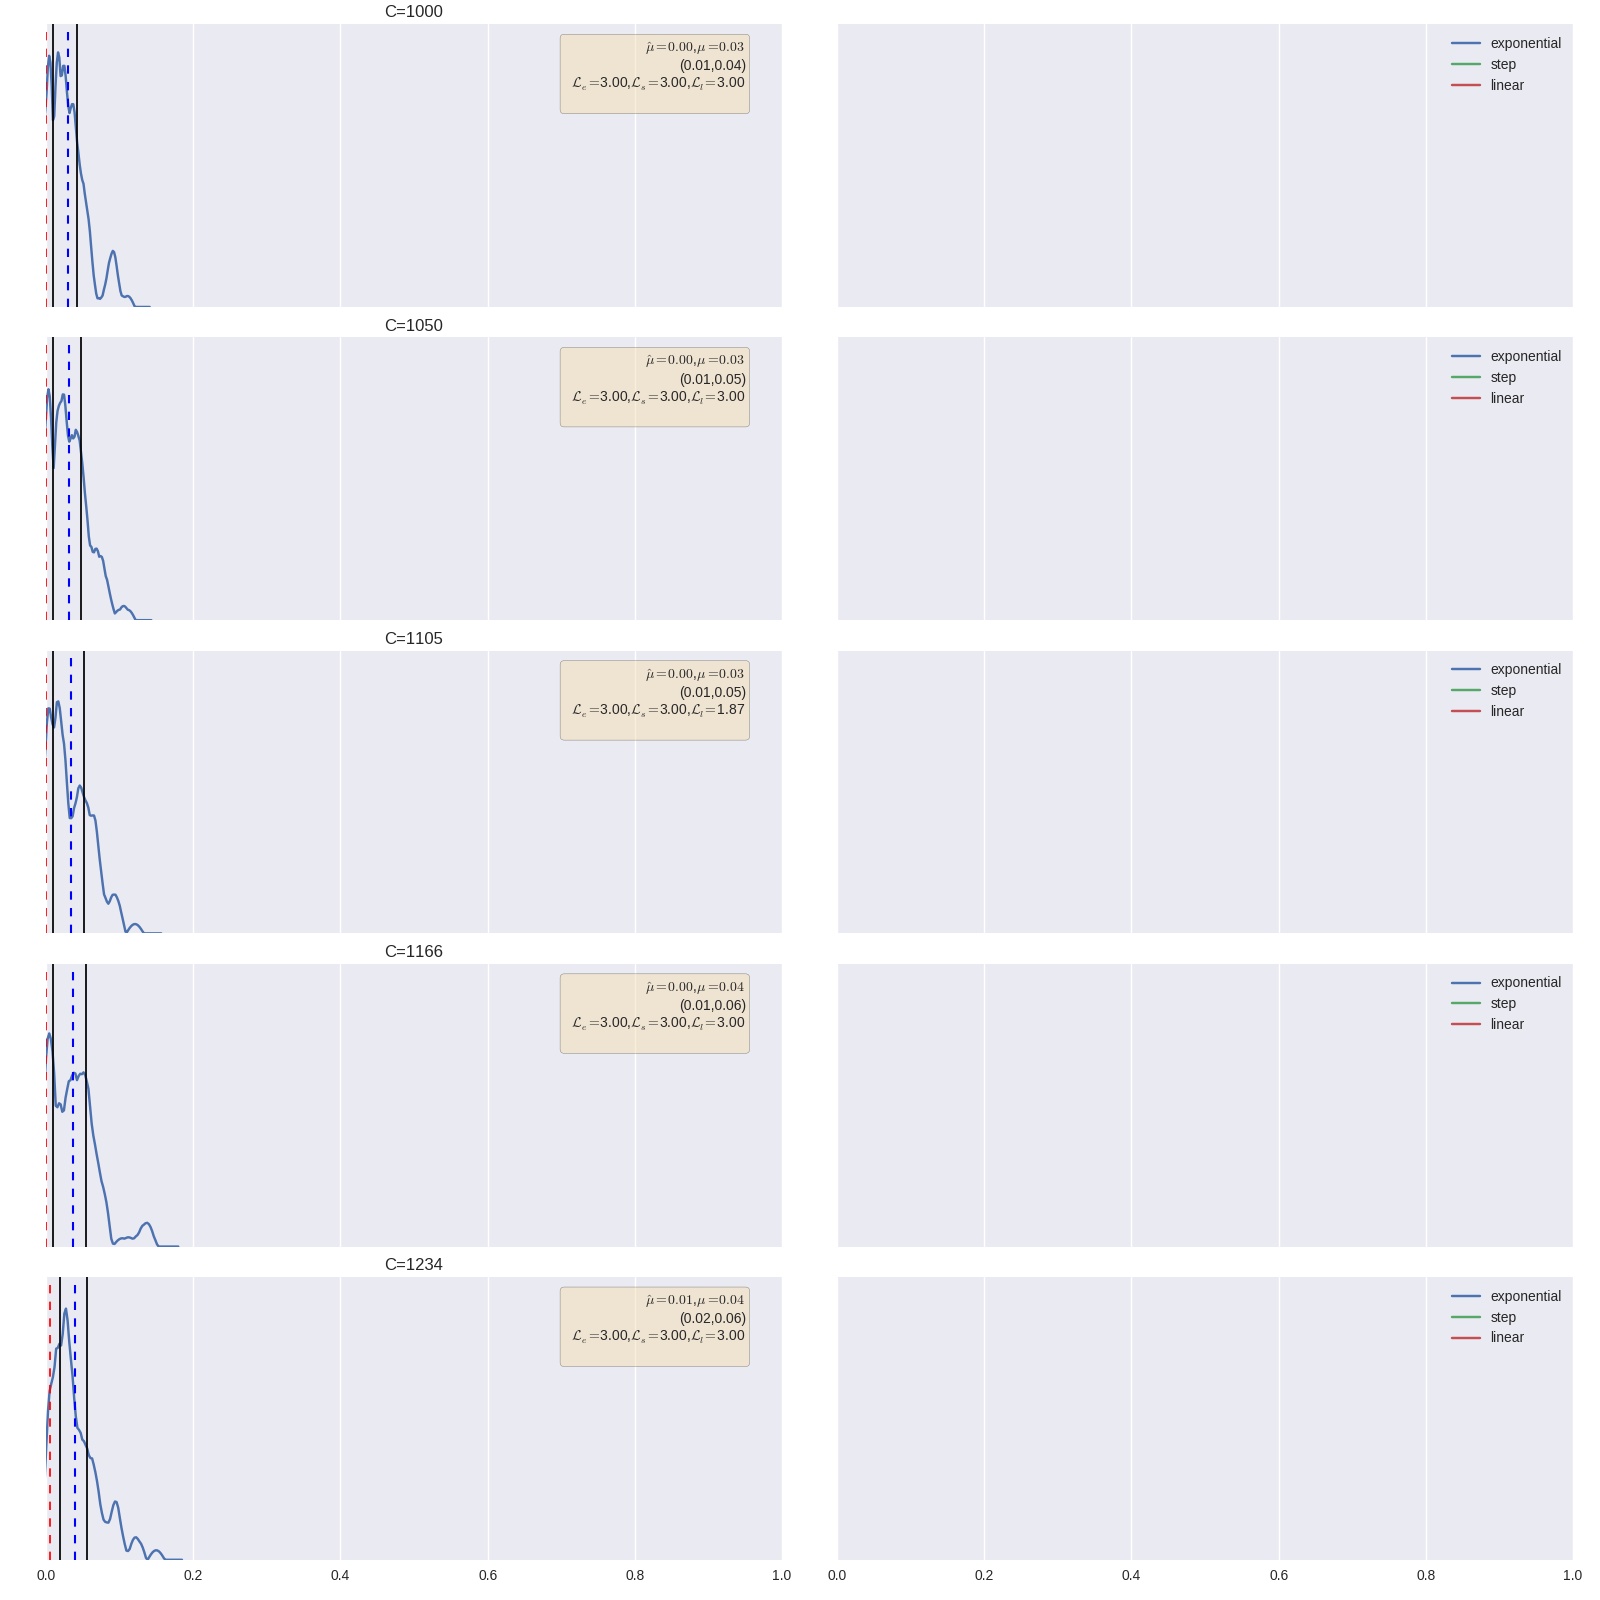 C=1000
μ̂=0.00,μ=0.03
(0.01,0.04)
ℒₑ=3.00,ℒₛ=3.00,ℒₗ=3.00
exponential
step
linear
C=1050
μ̂=0.00,μ=0.03
(0.01,0.05)
ℒₑ=3.00,ℒₛ=3.00,ℒₗ=3.00
exponential
step
linear
C=1105
μ̂=0.00,μ=0.03
(0.01,0.05)
ℒₑ=3.00,ℒₛ=3.00,ℒₗ=1.87
exponential
step
linear
C=1166
μ̂=0.00,μ=0.04
(0.01,0.06)
ℒₑ=3.00,ℒₛ=3.00,ℒₗ=3.00
exponential
step
linear
C=1234
μ̂=0.01,μ=0.04
(0.02,0.06)
ℒₑ=3.00,ℒₛ=3.00,ℒₗ=3.00
exponential
step
linear
0.0 0.2 0.4 0.6 0.8 1.0
0.0 0.2 0.4 0.6 0.8 1.0